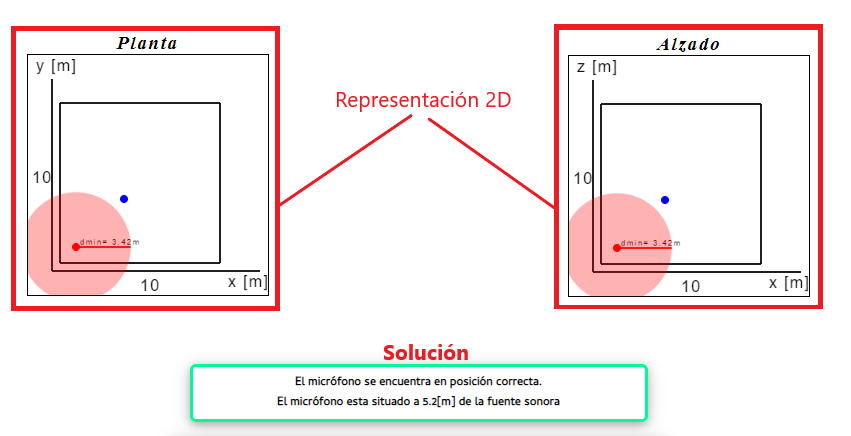 Planta
y [m]
10
dmin= 3.42m
10
x [m]
Representación 2D
Alzado
z [m]
10
dmin= 3.42m
10
x [m]
Solución
El micrófono se encuentra en posición correcta.
El micrófono esta situado a 5.2[m] de la fuente sonora